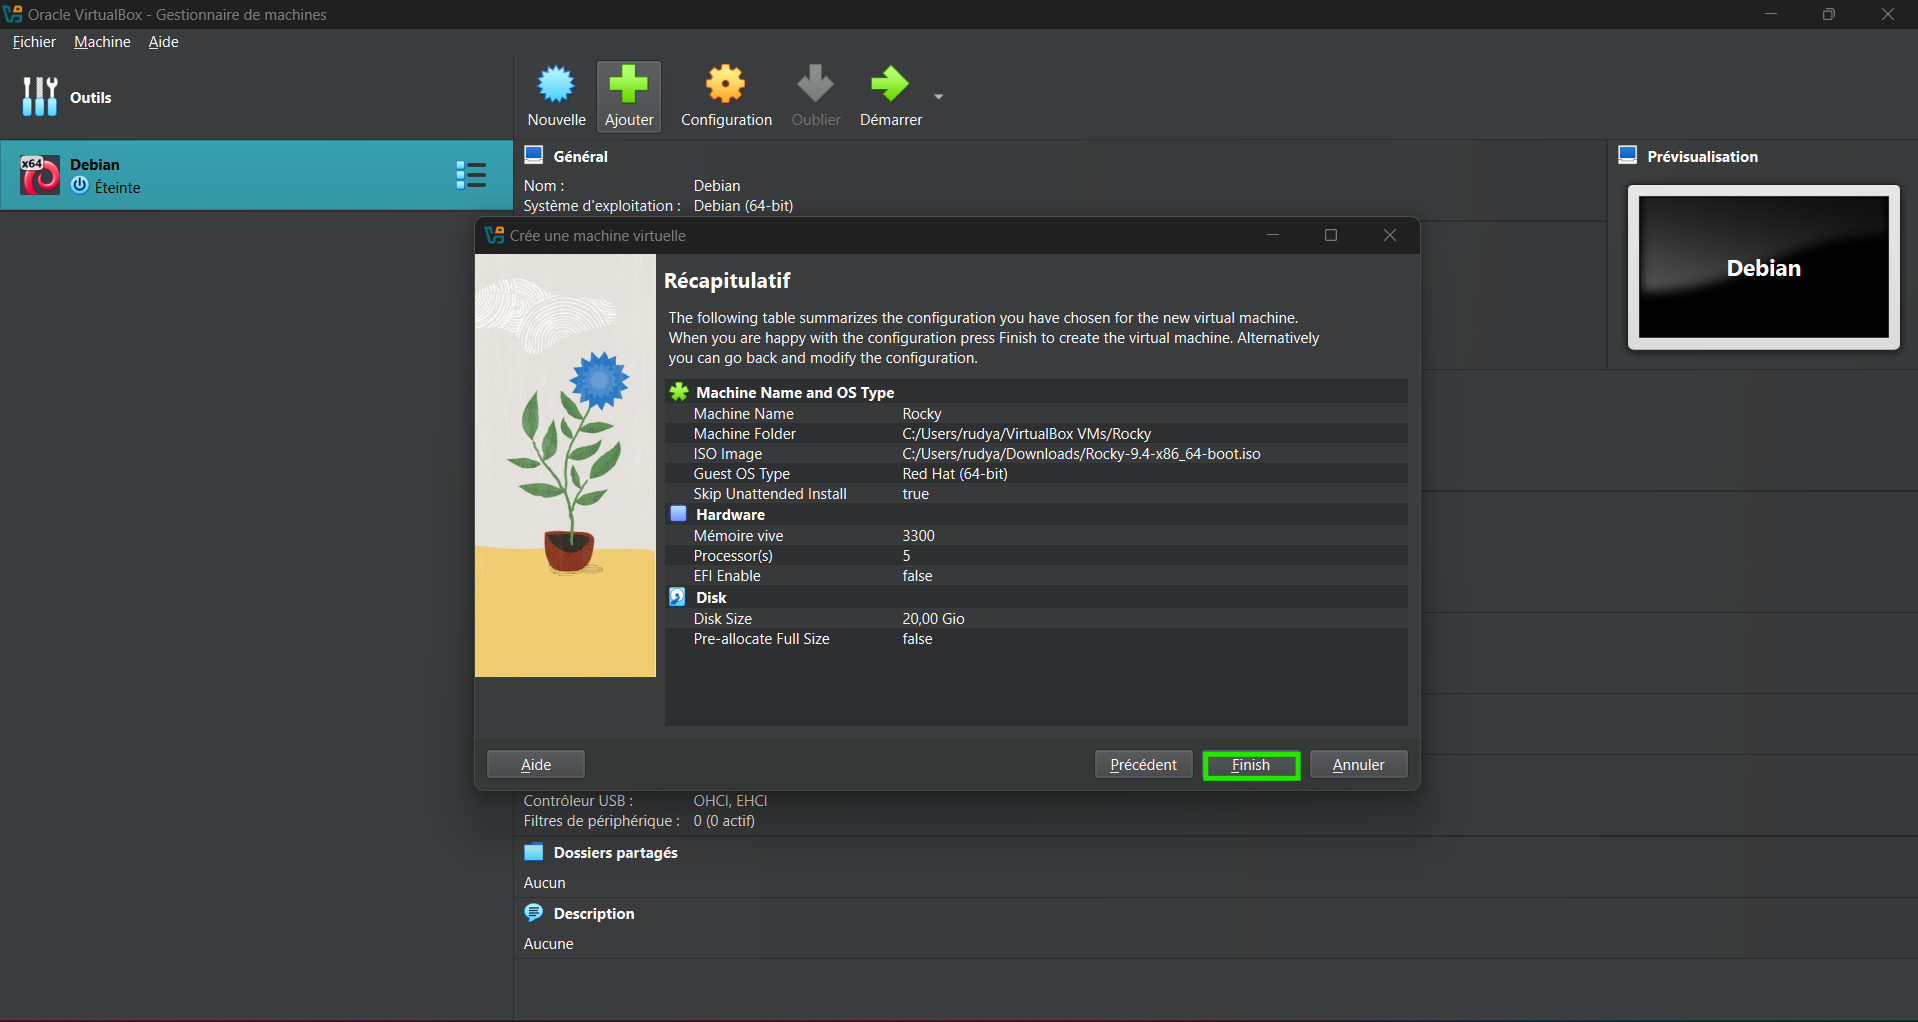 Oracle VirtualBox - Gestionnaire de machines
Fichier Machine Aide
Outils
Nouvelle Ajouter Configuration Oublier Démarrer
x64
Debian
Éteinte
Général
Nom : Debian
Système d'exploitation : Debian (64-bit)
Prévisualisation
Debian
Crée une machine virtuelle
Récapitulatif
The following table summarizes the configuration you have chosen for the new virtual machine.
When you are happy with the configuration press Finish to create the virtual machine. Alternatively
you can go back and modify the configuration.
Machine Name and OS Type
Machine Name Rocky
Machine Folder C:/Users/rudya/VirtualBox VMs/Rocky
ISO Image C:/Users/rudya/Downloads/Rocky-9.4-x86_64-boot.iso
Guest OS Type Red Hat (64-bit)
Skip Unattended Install true
Hardware
Mémoire vive 3300
Processor(s) 5
EFI Enable false
Disk
Disk Size 20,00 Gio
Pre-allocate Full Size false
Aide Précédent Finish Annuler
Contrôleur USB : OHCI, EHCI
Filtres de périphérique : 0 (0 actif)
Dossiers partagés
Aucun
Description
Aucune